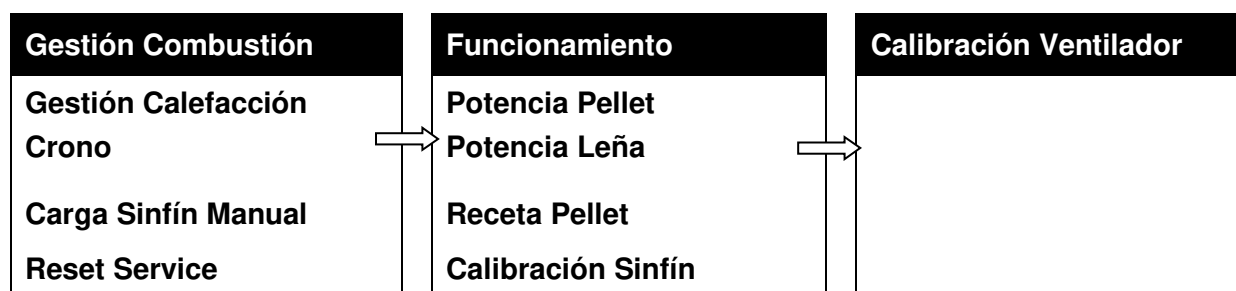 Gestión Combustión
Gestión Calefacción
Crono
Carga Sinfín Manual
Reset Service
Funcionamiento
Potencia Pellet
Potencia Leña
Receta Pellet
Calibración Sinfín
Calibración Ventilador